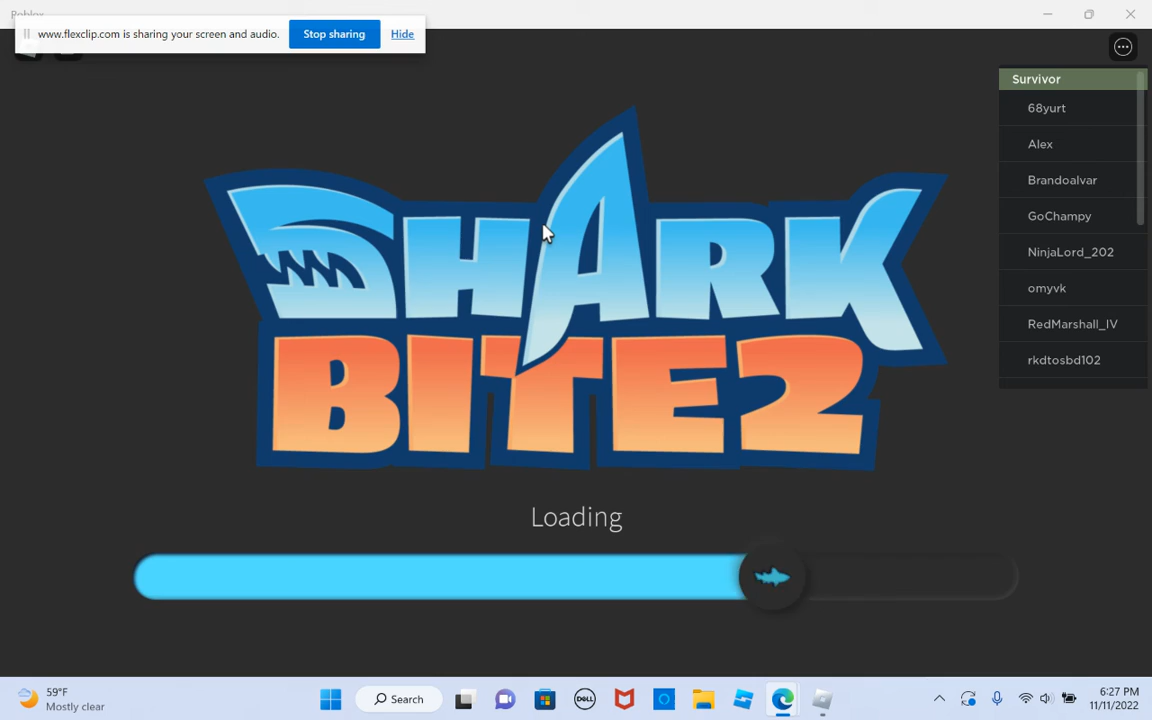 Roblox
www.flexclip.com is sharing your screen and audio. Stop sharing Hide
Survivor
68yurt
Alex
Brandoalvar
GoChampy
NinjaLord_202
omyvk
RedMarshall_IV
rkdtosbd102
SHARK
BITE2
Loading
59°F
Mostly clear
Search
DELL
6:27 PM
11/11/2022